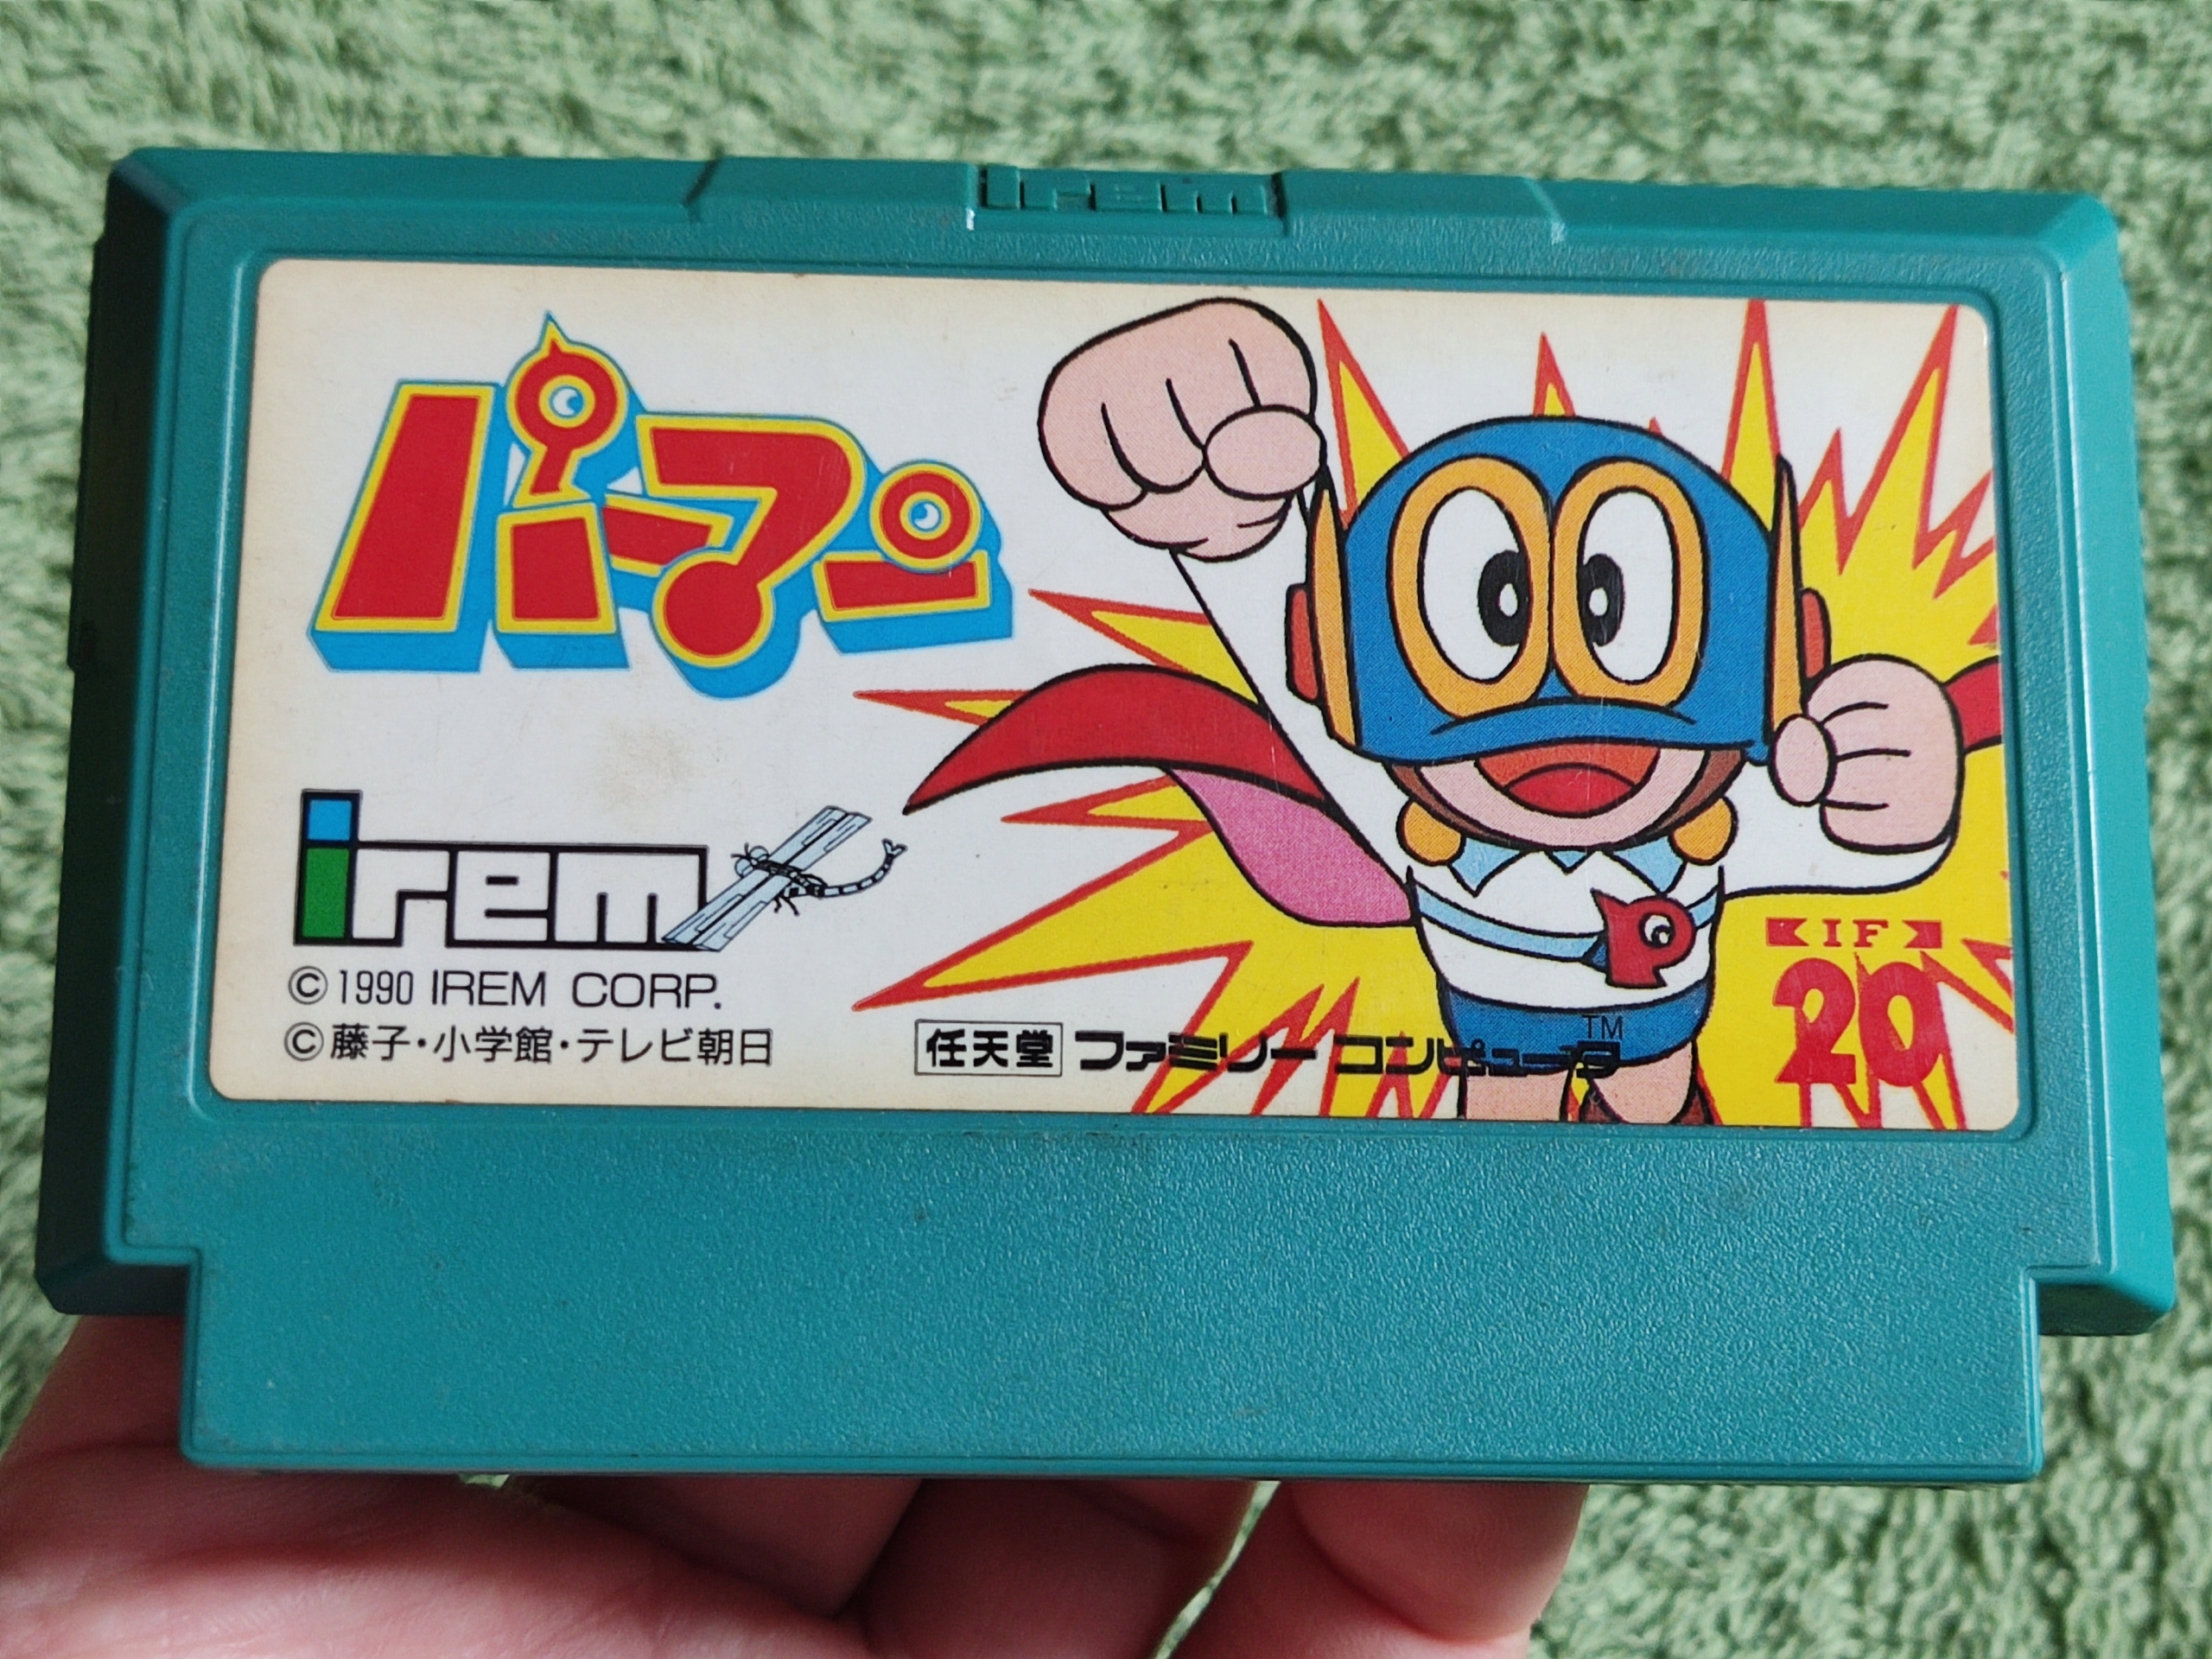 irem
パーマン
irem
©1990 IREM CORP.
©藤子・小学館・テレビ朝日
任天堂 ファミリー コンピュータ TM
P
IF
20